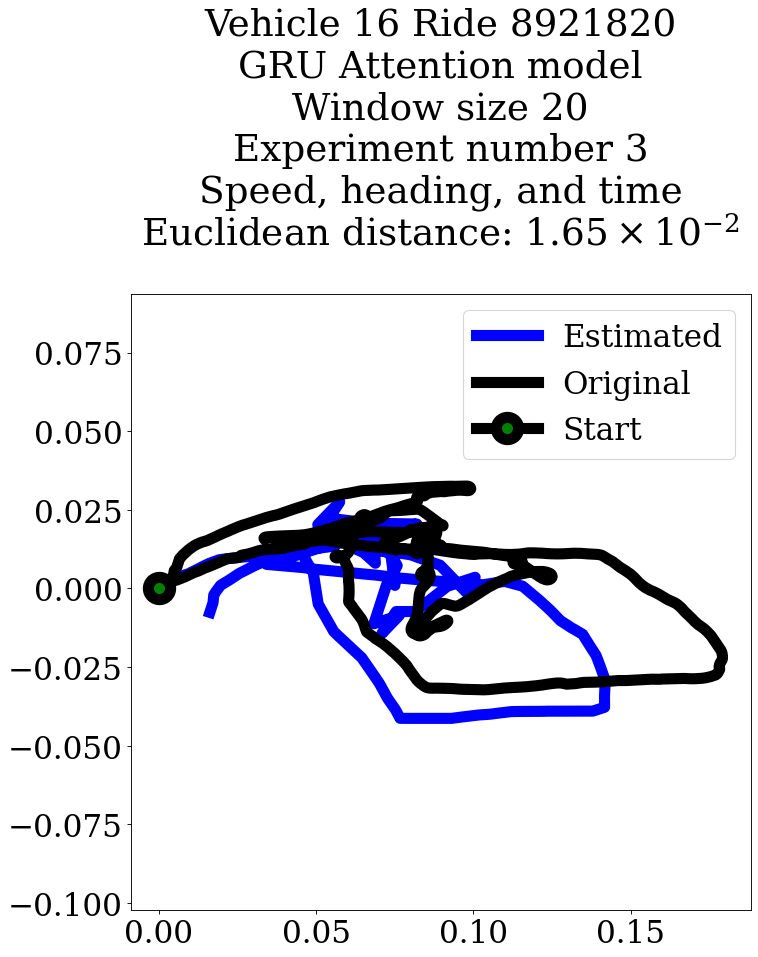 Vehicle 16 Ride 8921820
GRU Attention model
Window size 20
Experiment number 3
Speed, heading, and time
Euclidean distance: 1.65 × 10⁻²
Estimated
Original
Start
0.075
0.050
0.025
0.000
−0.025
−0.050
−0.075
−0.100
0.00 0.05 0.10 0.15